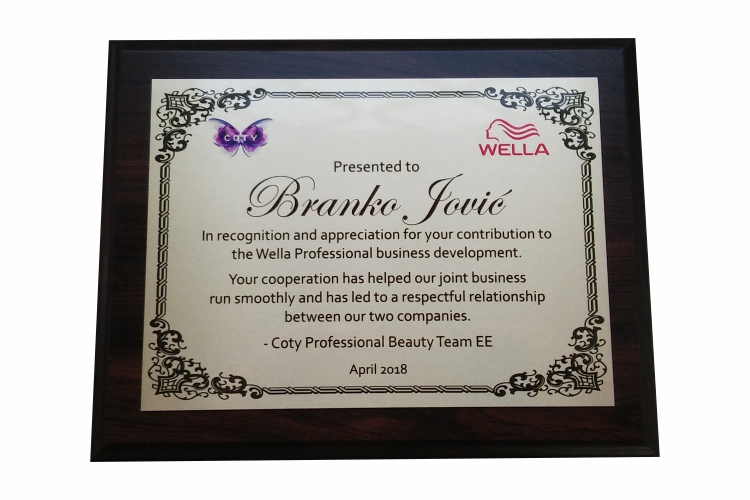 COTY
WELLA
Presented to
Branko Jović
In recognition and appreciation for your contribution to
the Wella Professional business development.
Your cooperation has helped our joint business
run smoothly and has led to a respectful relationship
between our two companies.
- Coty Professional Beauty Team EE
April 2018